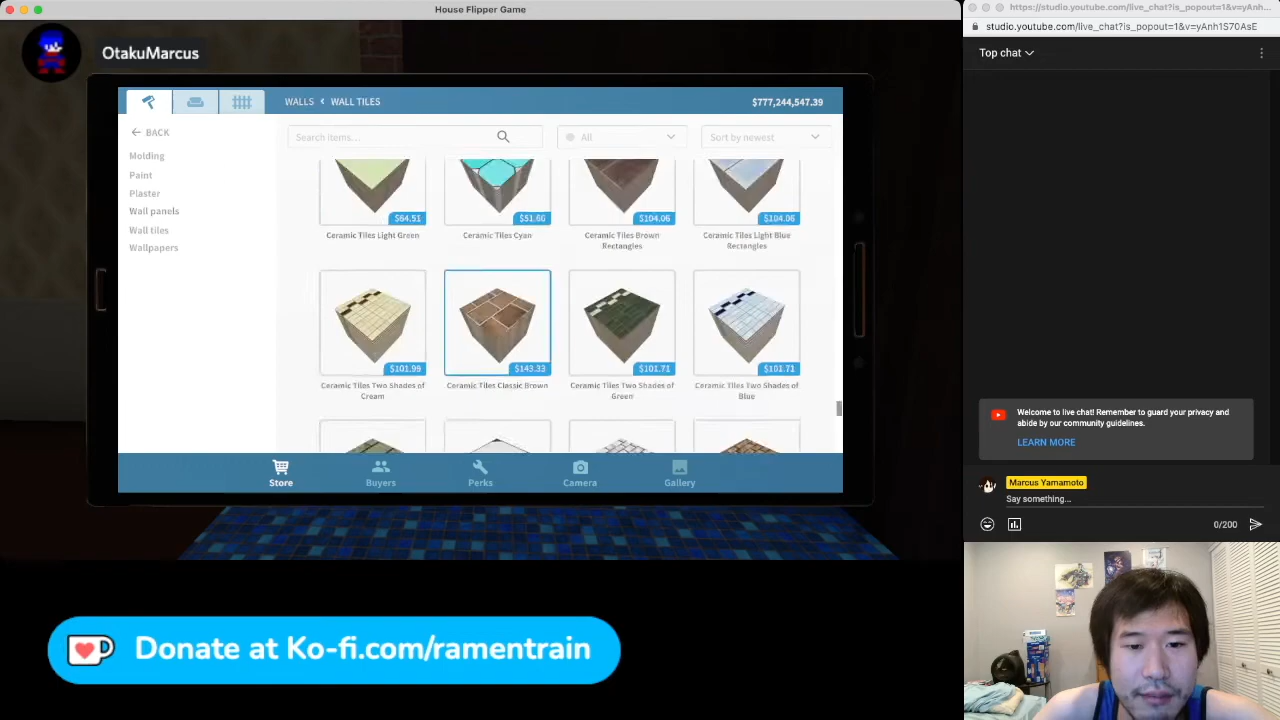 House Flipper Game
https://studio.youtube.com/live_chat?is_popout=1&v=yAnh...
studio.youtube.com/live_chat?is_popout=1&v=yAnh1S70AsE
OtakuMarcus
Top chat
WALLS < WALL TILES
$777,244,547.39
BACK
Molding
Paint
Plaster
Wall panels
Wall tiles
Wallpapers
Search items...
All
Sort by newest
$64.51
$51.60
$104.06
$104.06
Ceramic Tiles Light Green
Ceramic Tiles Cyan
Ceramic Tiles Brown
Rectangles
Ceramic Tiles Light Blue
Rectangles
$101.99
$143.33
$101.71
$101.71
Ceramic Tiles Two Shades of
Cream
Ceramic Tiles Classic Brown
Ceramic Tiles Two Shades of
Green
Ceramic Tiles Two Shades of
Blue
Store
Buyers
Perks
Camera
Gallery
Welcome to live chat! Remember to guard your privacy and
abide by our community guidelines.
LEARN MORE
Marcus Yamamoto
Say something...
0/200
Donate at Ko-fi.com/ramentrain